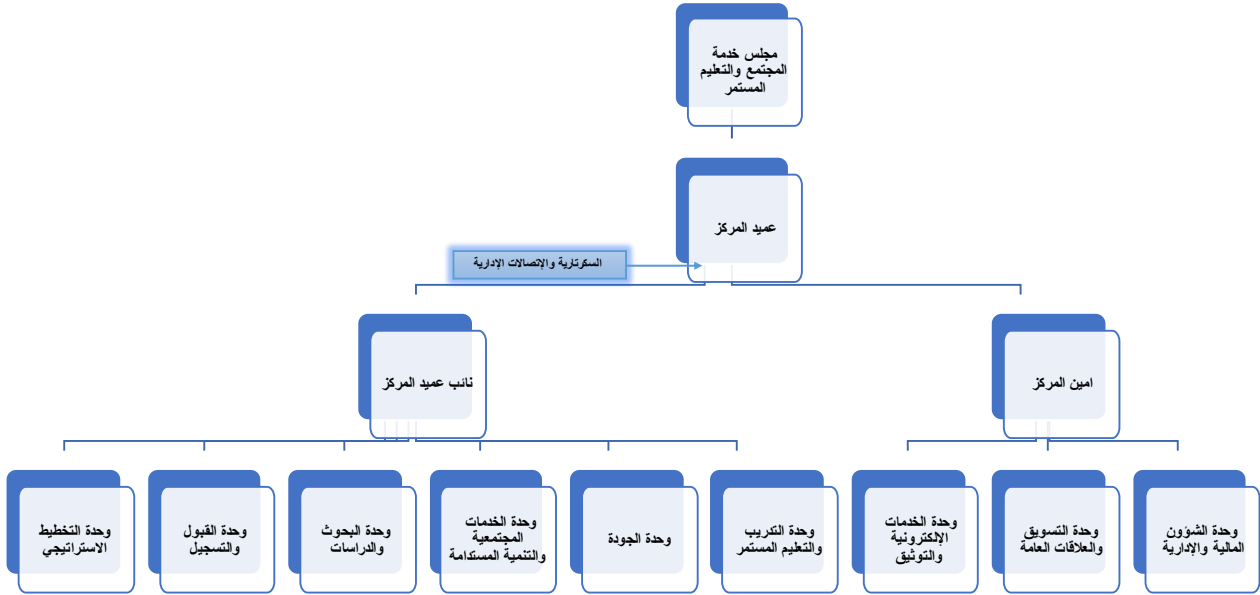 مجلس خدمة
المجتمع والتعليم
المستمر
عميد المركز
السكرتارية والإتصالات الإدارية
امين المركز
نائب عميد المركز
وحدة الشؤون
المالية والإدارية
وحدة التسويق
والعلاقات العامة
وحدة الخدمات
الإلكترونية
والتوثيق
وحدة التدريب
والتعليم المستمر
وحدة الجودة
وحدة الخدمات
المجتمعية
والتنمية المستدامة
وحدة البحوث
والدراسات
وحدة القبول
والتسجيل
وحدة التخطيط
الاستراتيجي